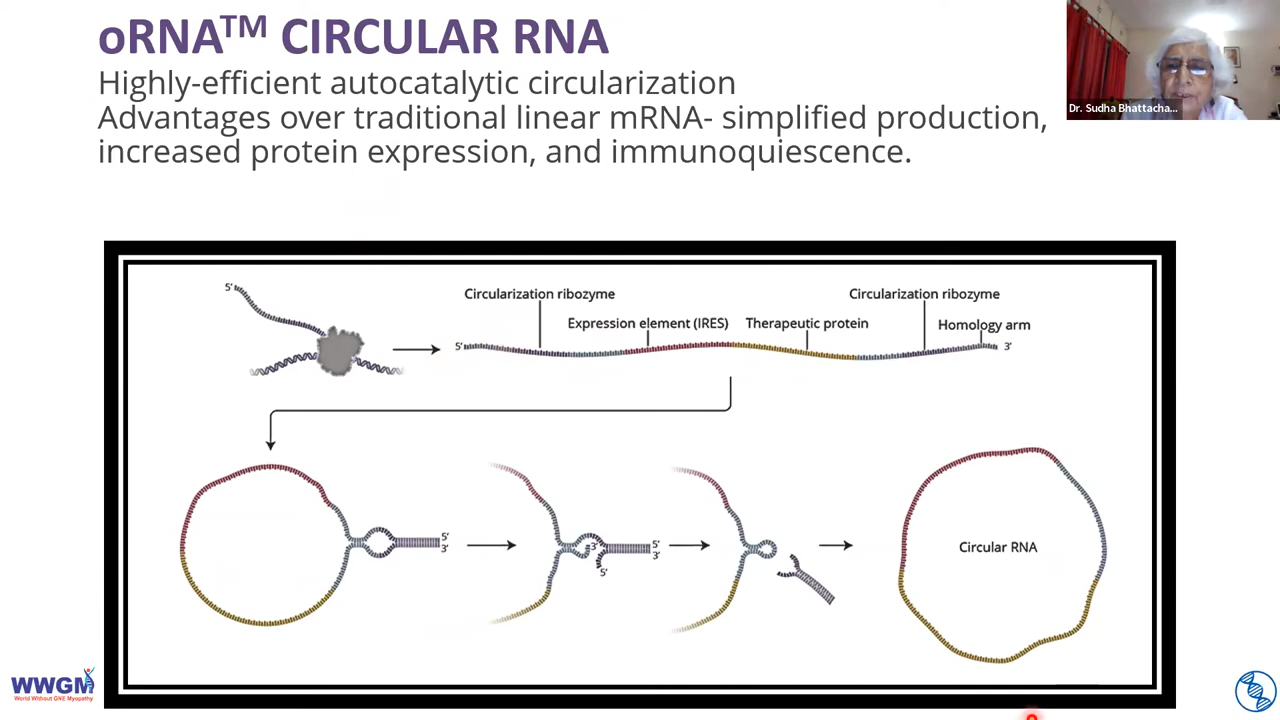 oRNA™ CIRCULAR RNA
Highly-efficient autocatalytic circularization
Advantages over traditional linear mRNA- simplified production,
increased protein expression, and immunoquiescence.
Dr. Sudha Bhattacha...
5'
Circularization ribozyme
Circularization ribozyme
Expression element (IRES)
Therapeutic protein
Homology arm
5'
3'
5'
3'
3'
5'
5'
3'
Circular RNA
WWGM
World Without GNE Myopathy